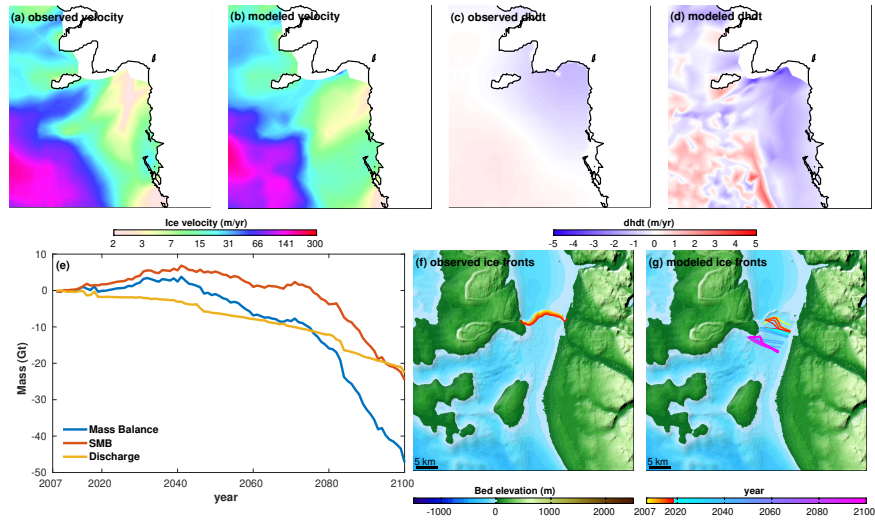 (a) observed velocity
(b) modeled velocity
(c) observed dhdt
(d) modeled dhdt
Ice velocity (m/yr)
2 3 7 15 31 66 141 300
dhdt (m/yr)
-5 -4 -3 -2 -1 0 1 2 3 4 5
(e)
10
0
-10
-20
-30
-40
-50
Mass (Gt)
Mass Balance
SMB
Discharge
2007 2020 2040 2060 2080 2100
year
(f) observed ice fronts
5 km
(g) modeled ice fronts
5 km
Bed elevation (m)
-1000 0 1000 2000
year
2007 2020 2040 2060 2080 2100